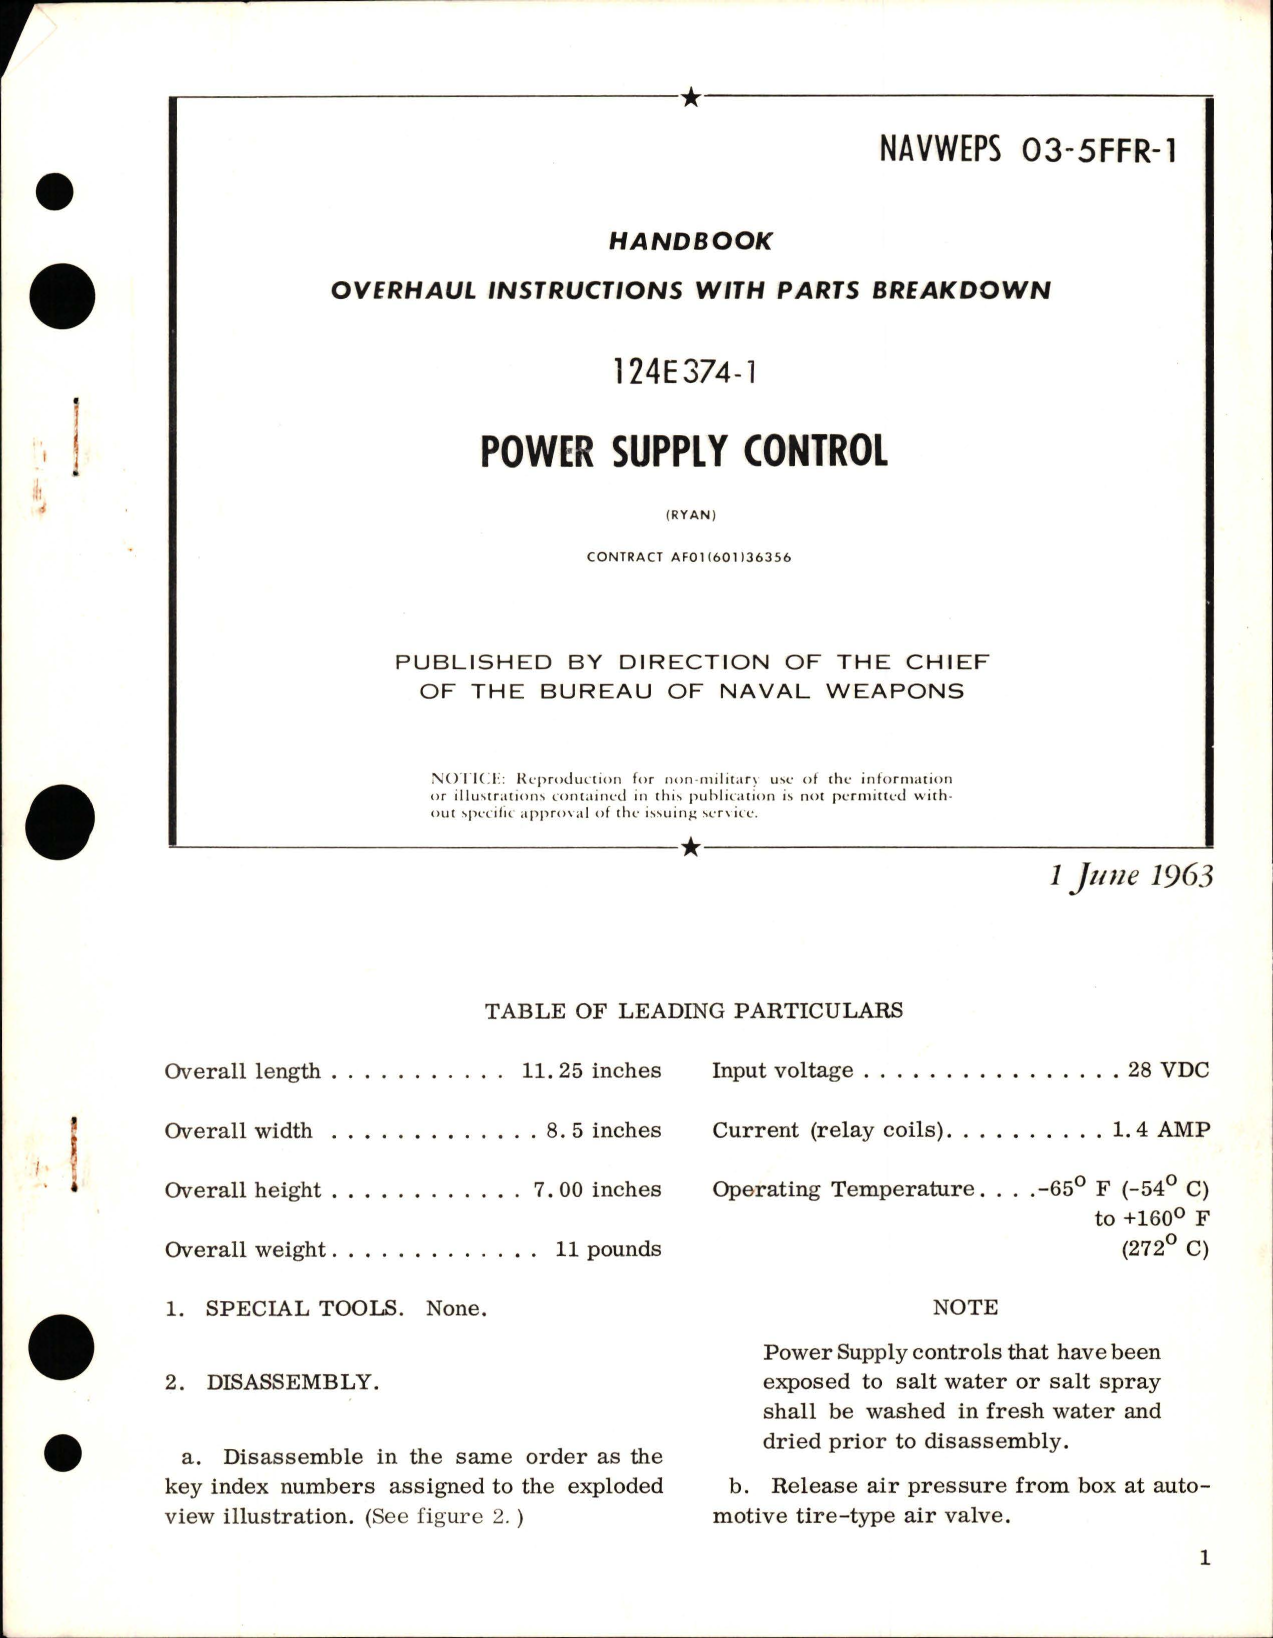 NAVWEPS 03-5FFR-1
HANDBOOK
OVERHAUL INSTRUCTIONS WITH PARTS BREAKDOWN
124E374-1
POWER SUPPLY CONTROL
(RYAN)
CONTRACT AF01(601)36356
PUBLISHED BY DIRECTION OF THE CHIEF
OF THE BUREAU OF NAVAL WEAPONS
NOTICE: Reproduction for non-military use of the information
or illustrations contained in this publication is not permitted with-
out specific approval of the issuing service.
1 June 1963
TABLE OF LEADING PARTICULARS
Overall length . . . . . . . . . . . 11.25 inches
Overall width . . . . . . . . . . . . . 8.5 inches
Overall height . . . . . . . . . . . . 7.00 inches
Overall weight . . . . . . . . . . . . . 11 pounds
Input voltage . . . . . . . . . . . . . . . . 28 VDC
Current (relay coils). . . . . . . . . . 1.4 AMP
Operating Temperature. . . .-65° F (-54° C)
to +160° F
(272° C)
1. SPECIAL TOOLS. None.
2. DISASSEMBLY.
a. Disassemble in the same order as the
key index numbers assigned to the exploded
view illustration. (See figure 2.)
NOTE
Power Supply controls that have been
exposed to salt water or salt spray
shall be washed in fresh water and
dried prior to disassembly.
b. Release air pressure from box at auto-
motive tire-type air valve.
1